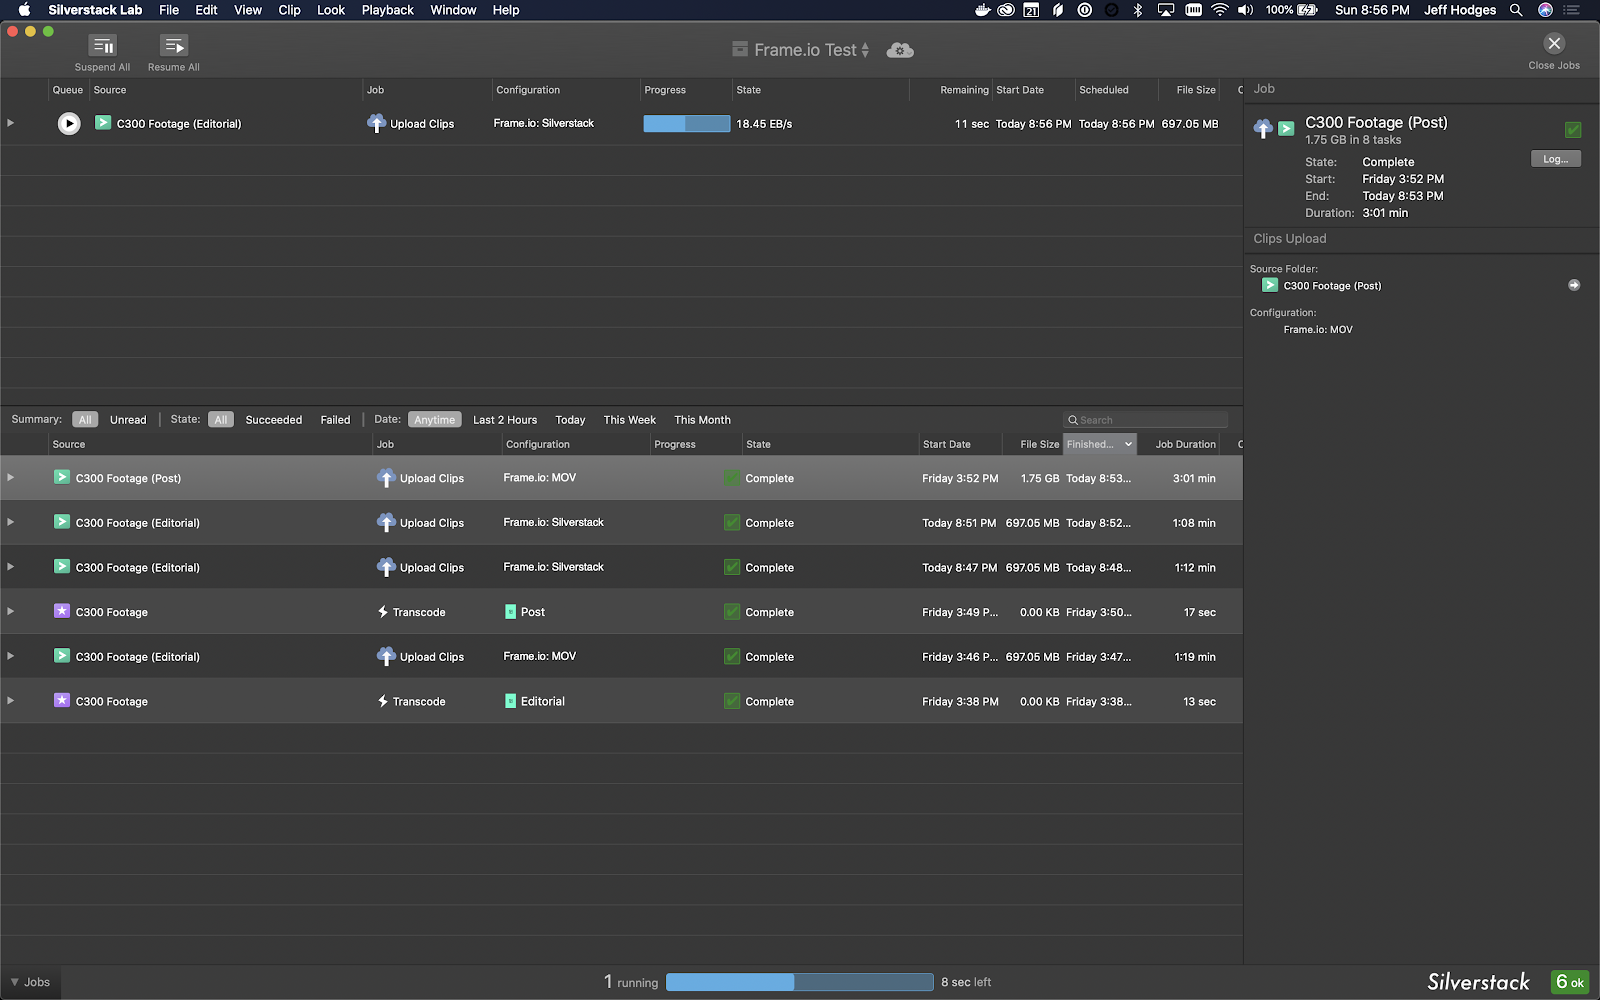 Silverstack Lab File Edit View Clip Look Playback Window Help 21 100% Sun 8:56 PM Jeff Hodges
Suspend All Resume All Frame.io Test Close Jobs
Queue Source Job Configuration Progress State Remaining Start Date Scheduled File Size
C300 Footage (Editorial) Upload Clips Frame.io: Silverstack 18.45 EB/s 11 sec Today 8:56 PM Today 8:56 PM 697.05 MB
Job
C300 Footage (Post)
1.75 GB in 8 tasks
Log...
State: Complete
Start: Friday 3:52 PM
End: Today 8:53 PM
Duration: 3:01 min
Clips Upload
Source Folder:
C300 Footage (Post)
Configuration:
Frame.io: MOV
Summary: All Unread State: All Succeeded Failed Date: Anytime Last 2 Hours Today This Week This Month Search
Source Job Configuration Progress State Start Date File Size Finished... Job Duration
C300 Footage (Post) Upload Clips Frame.io: MOV Complete Friday 3:52 PM 1.75 GB Today 8:53... 3:01 min
C300 Footage (Editorial) Upload Clips Frame.io: Silverstack Complete Today 8:51 PM 697.05 MB Today 8:52... 1:08 min
C300 Footage (Editorial) Upload Clips Frame.io: Silverstack Complete Today 8:47 PM 697.05 MB Today 8:48... 1:12 min
C300 Footage Transcode Post Complete Friday 3:49 P... 0.00 KB Friday 3:50... 17 sec
C300 Footage (Editorial) Upload Clips Frame.io: MOV Complete Friday 3:46 P... 697.05 MB Friday 3:47... 1:19 min
C300 Footage Transcode Editorial Complete Friday 3:38 PM 0.00 KB Friday 3:38... 13 sec
Jobs 1 running 8 sec left Silverstack 6 ok